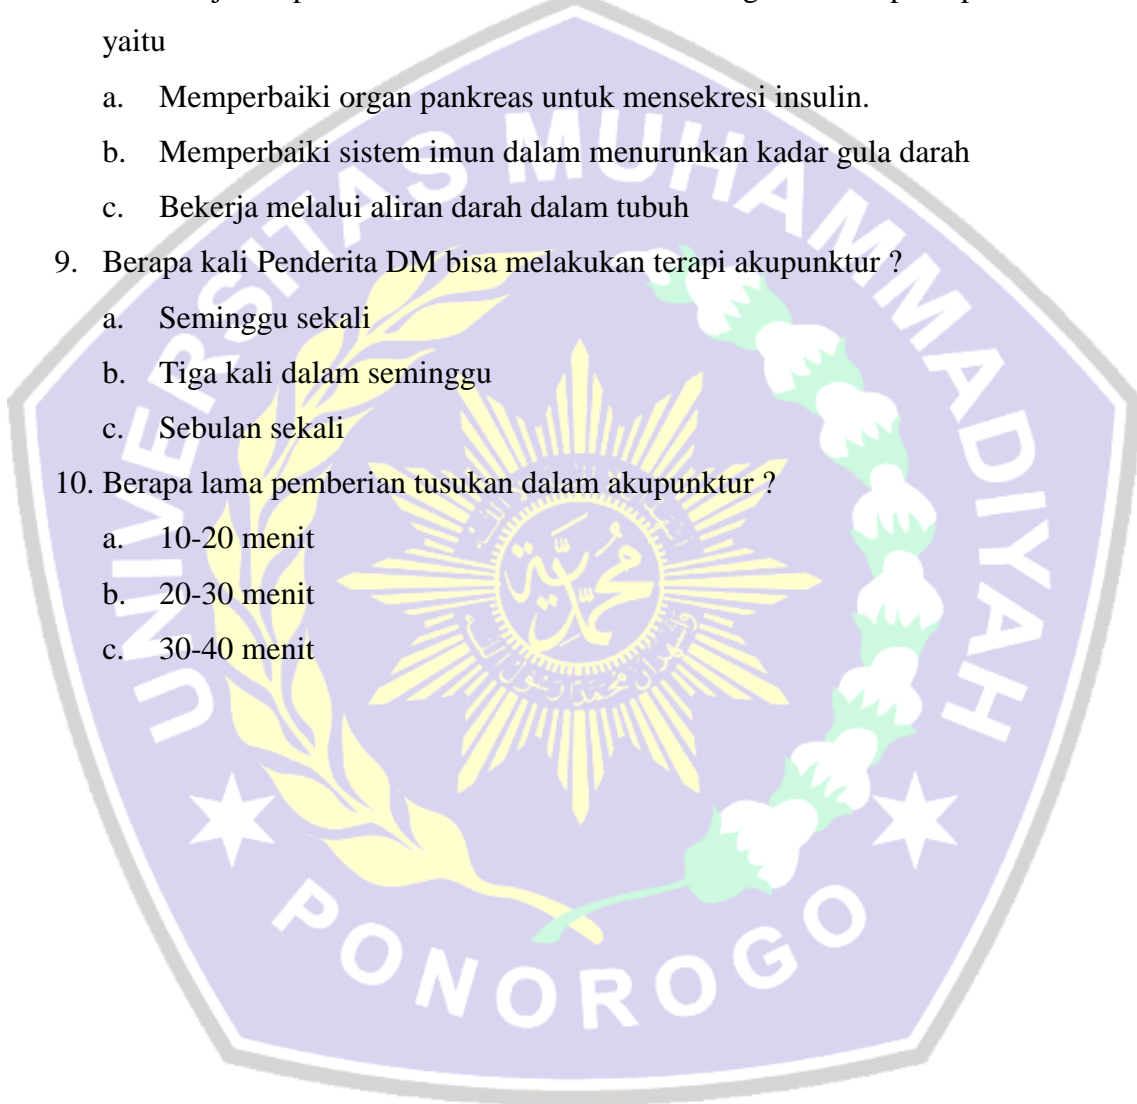 yaitu
a. Memperbaiki organ pankreas untuk mensekresi insulin.
b. Memperbaiki sistem imun dalam menurunkan kadar gula darah
c. Bekerja melalui aliran darah dalam tubuh
9. Berapa kali Penderita DM bisa melakukan terapi akupunktur ?
a. Seminggu sekali
b. Tiga kali dalam seminggu
c. Sebulan sekali
10. Berapa lama pemberian tusukan dalam akupunktur ?
a. 10-20 menit
b. 20-30 menit
c. 30-40 menit
UNIVERSITAS MUHAMMADIYAH
محمدية
PONOROGO